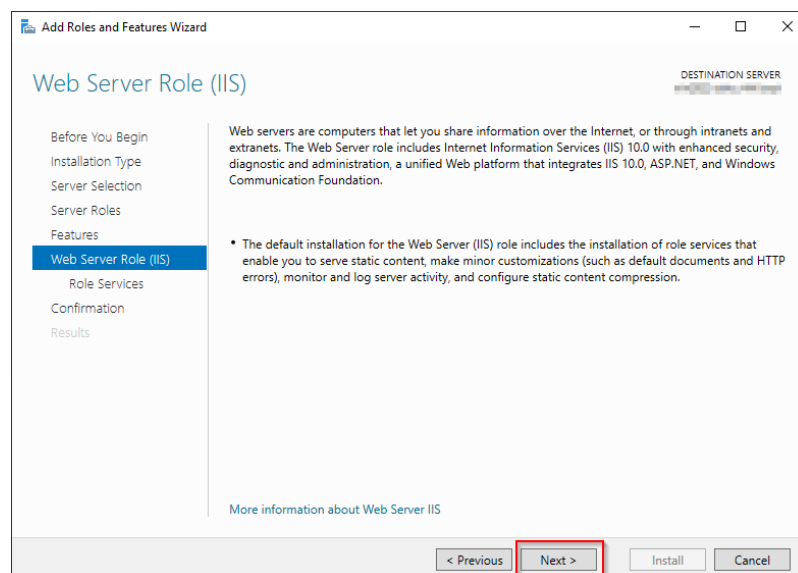 Add Roles and Features Wizard
Web Server Role (IIS)
DESTINATION SERVER
Before You Begin
Installation Type
Server Selection
Server Roles
Features
Web Server Role (IIS)
Role Services
Confirmation
Results
Web servers are computers that let you share information over the Internet, or through intranets and
extranets. The Web Server role includes Internet Information Services (IIS) 10.0 with enhanced security,
diagnostic and administration, a unified Web platform that integrates IIS 10.0, ASP.NET, and Windows
Communication Foundation.
• The default installation for the Web Server (IIS) role includes the installation of role services that
enable you to serve static content, make minor customizations (such as default documents and HTTP
errors), monitor and log server activity, and configure static content compression.
More information about Web Server IIS
< Previous
Next >
Install
Cancel